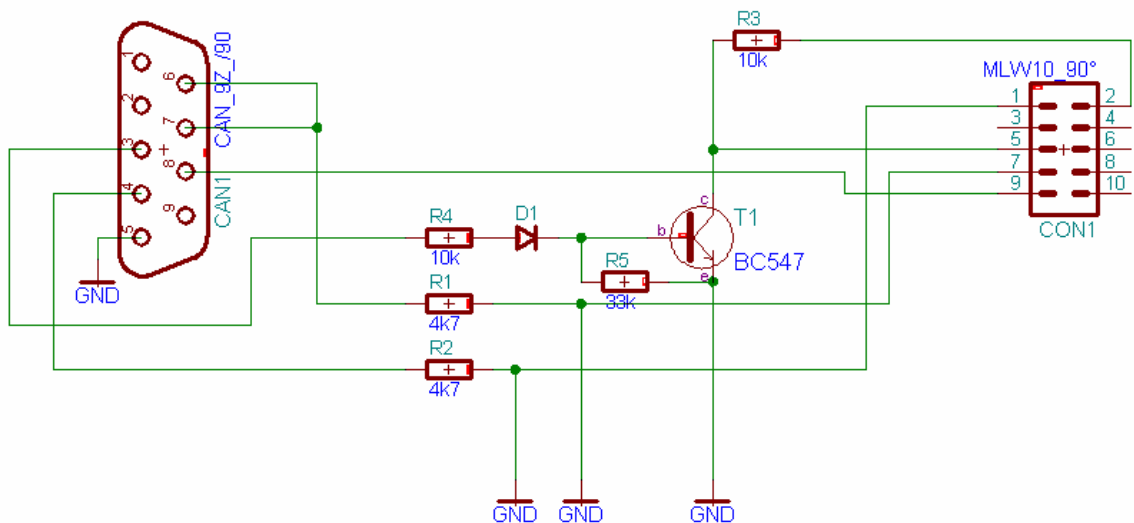 1
2
3
4
5
6
7
8
9
CAN_9Z_/90
CAN1
GND
R4
10k
D1
R5
33k
R1
4k7
R2
4k7
R3
10k
b
c
e
T1
BC547
MLW10_90°
1
2
3
4
5
6
7
8
9
10
CON1
GND
GND
GND